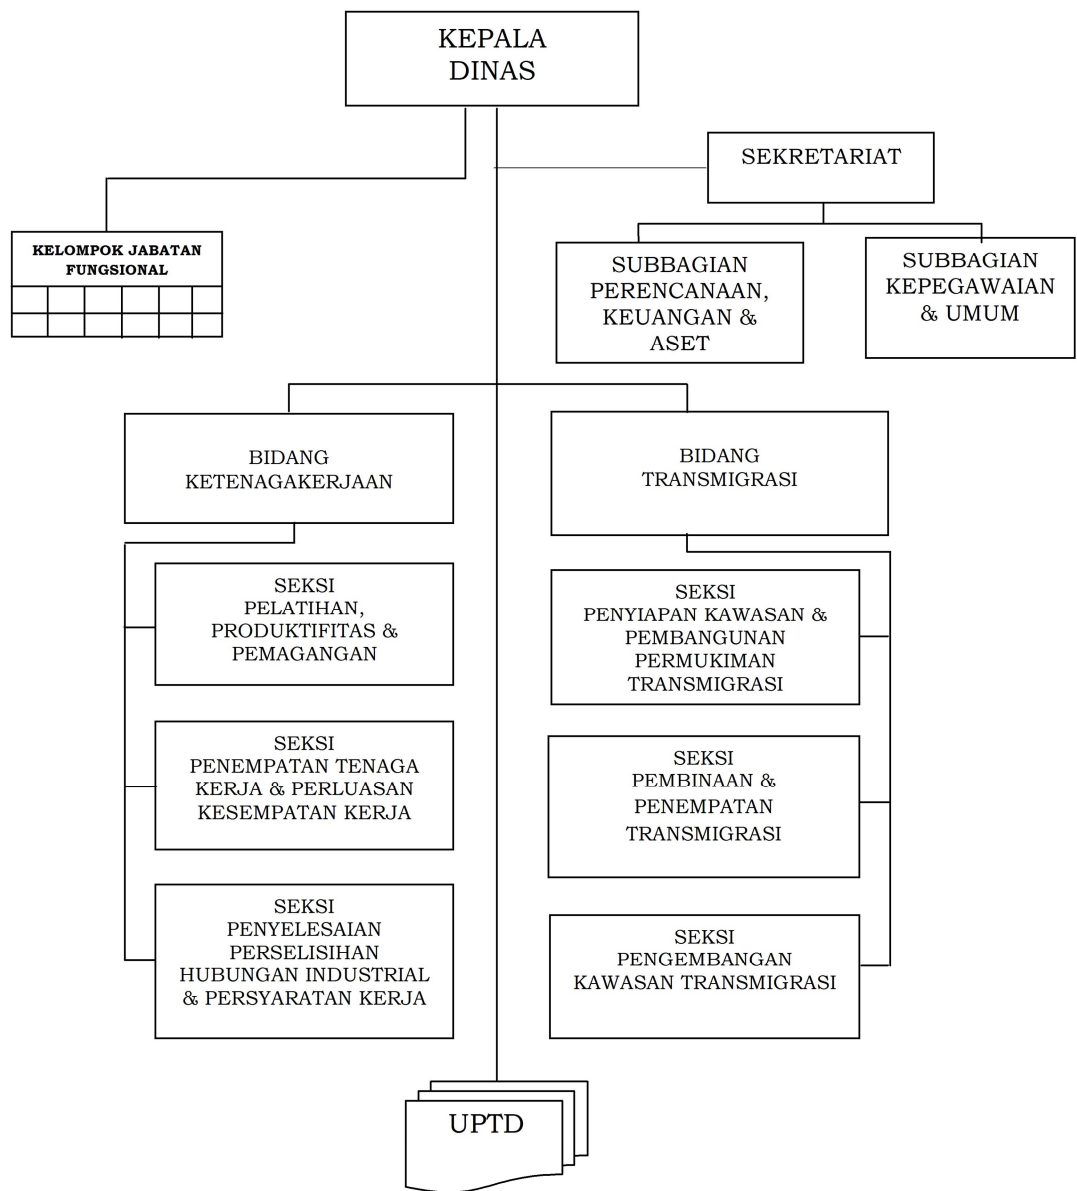 KEPALA
DINAS
SEKRETARIAT
KELOMPOK JABATAN
FUNGSIONAL
SUBBAGIAN
PERENCANAAN,
KEUANGAN &
ASET
SUBBAGIAN
KEPEGAWAIAN
& UMUM
BIDANG
KETENAGAKERJAAN
BIDANG
TRANSMIGRASI
SEKSI
PELATIHAN,
PRODUKTIFITAS &
PEMAGANGAN
SEKSI
PENEMPATAN TENAGA
KERJA & PERLUASAN
KESEMPATAN KERJA
SEKSI
PENYELESAIAN
PERSELISIHAN
HUBUNGAN INDUSTRIAL
& PERSYARATAN KERJA
SEKSI
PENYIAPAN KAWASAN &
PEMBANGUNAN
PERMUKIMAN
TRANSMIGRASI
SEKSI
PEMBINAAN &
PENEMPATAN
TRANSMIGRASI
SEKSI
PENGEMBANGAN
KAWASAN TRANSMIGRASI
UPTD